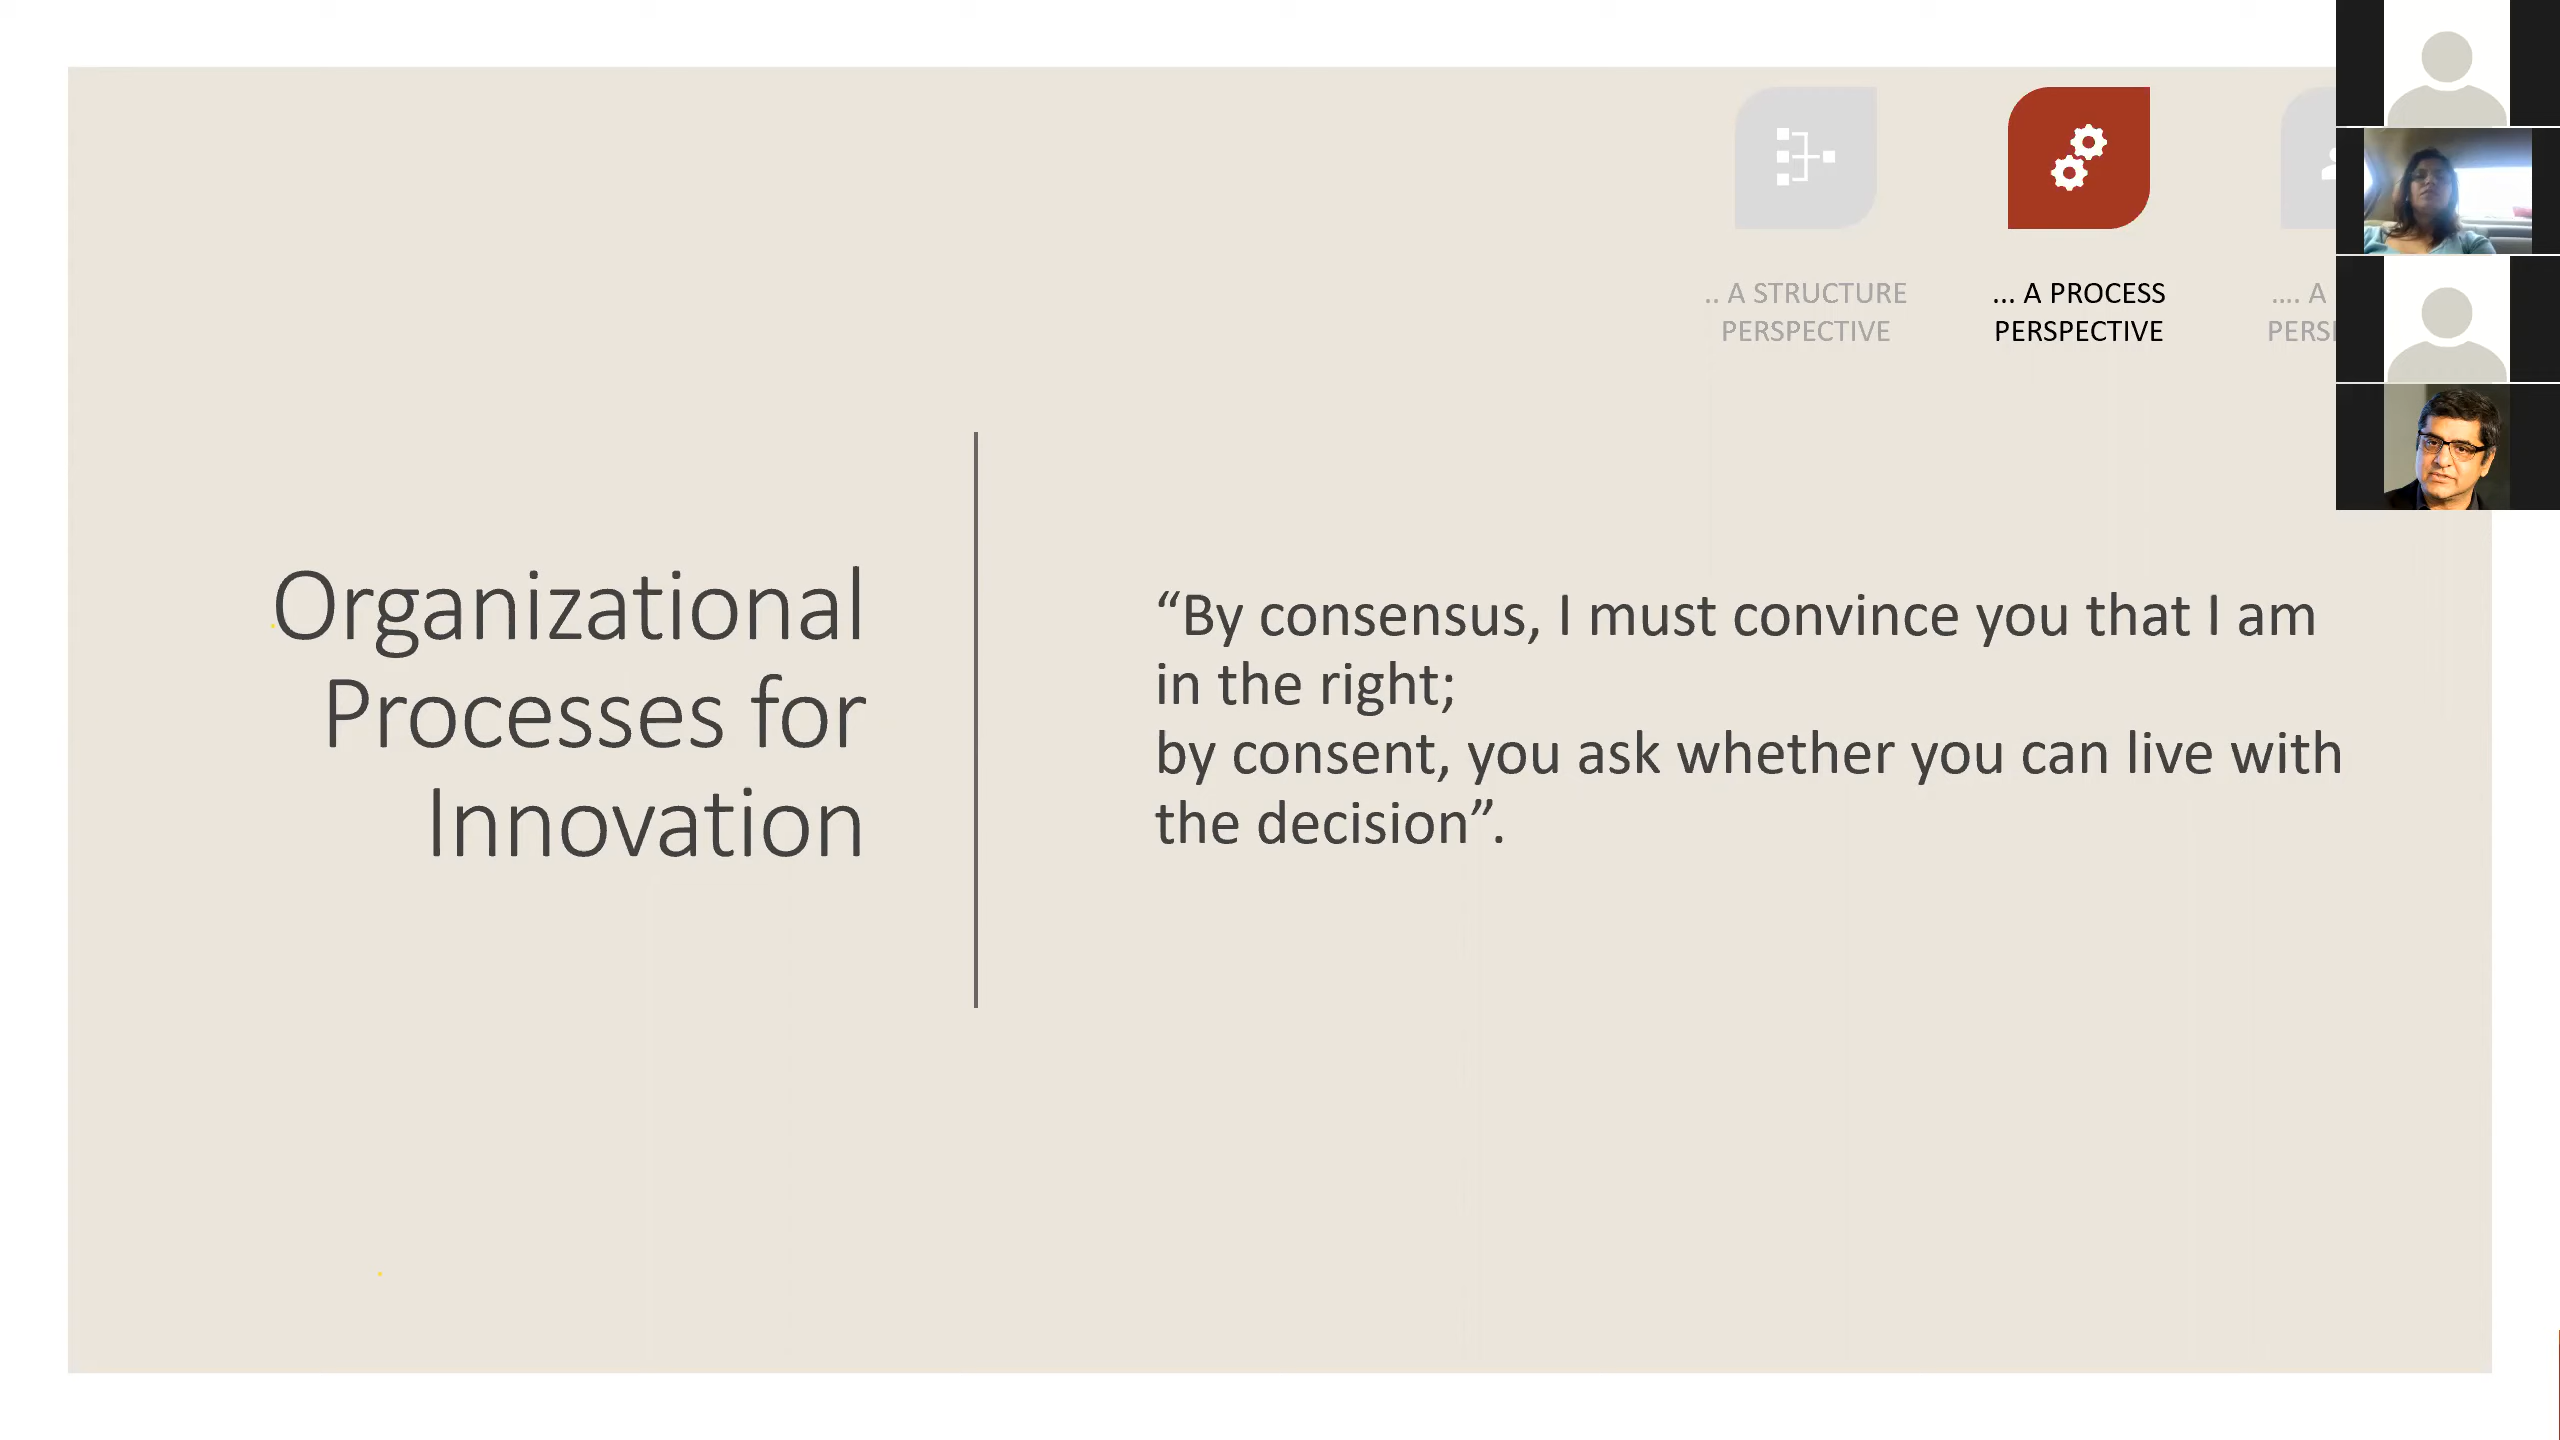 .. A STRUCTURE
PERSPECTIVE
... A PROCESS
PERSPECTIVE
.... A
Organizational
Processes for
Innovation
“By consensus, I must convince you that I am
in the right;
by consent, you ask whether you can live with
the decision”.